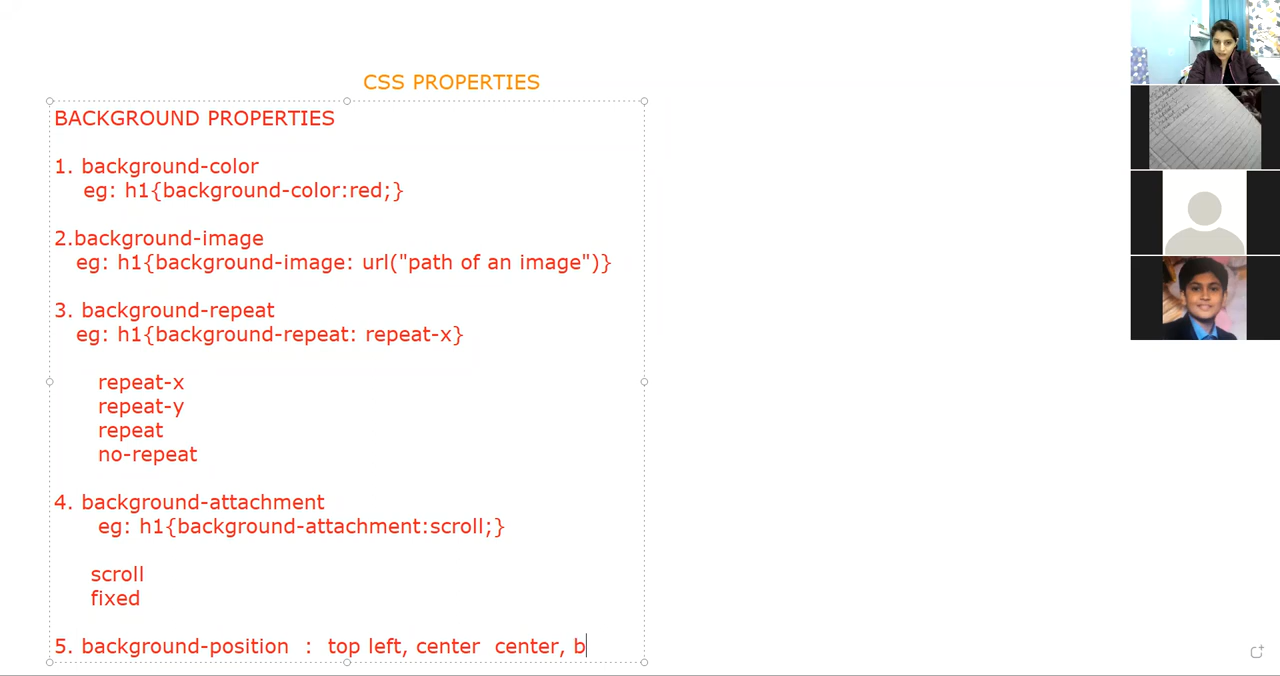 CSS PROPERTIES
BACKGROUND PROPERTIES
1. background-color
eg: h1{background-color:red;}
2.background-image
eg: h1{background-image: url("path of an image")}
3. background-repeat
eg: h1{background-repeat: repeat-x}
repeat-x
repeat-y
repeat
no-repeat
4. background-attachment
eg: h1{background-attachment:scroll;}
scroll
fixed
5. background-position : top left, center center, b